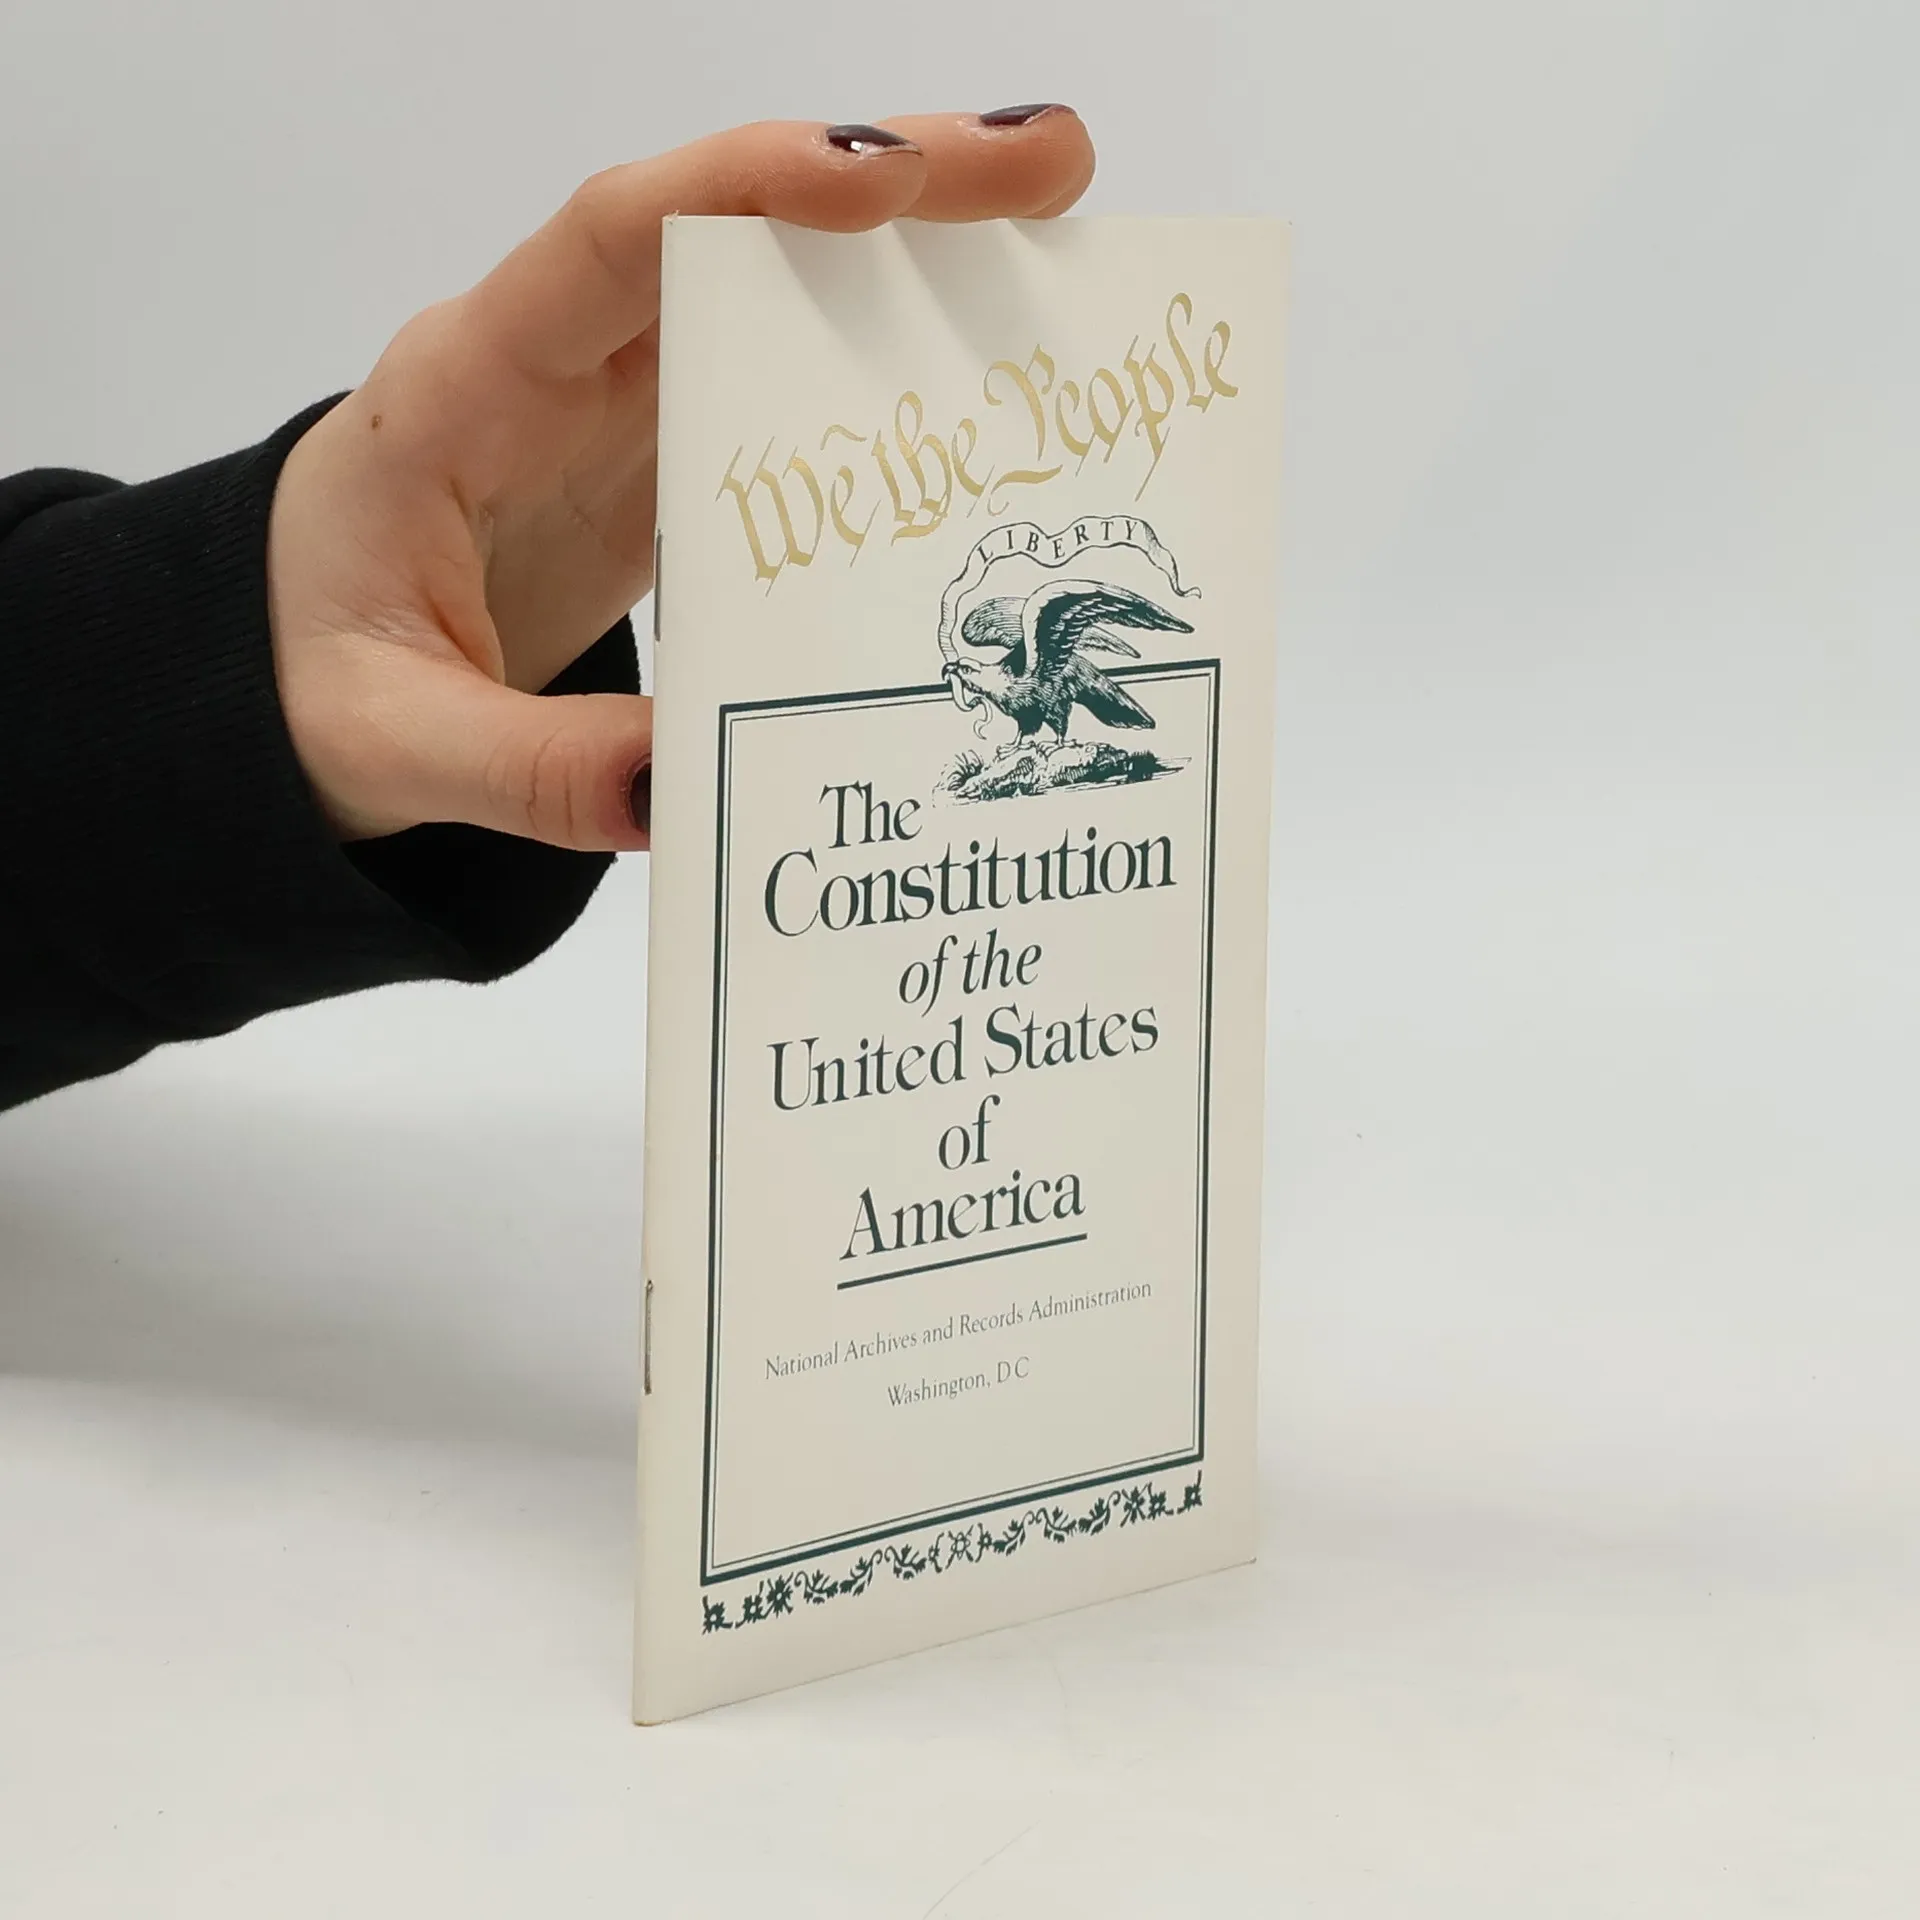 We the People
LIBERTY
The
Constitution
of the
United States
of
America
National Archives and Records Administration
Washington, DC